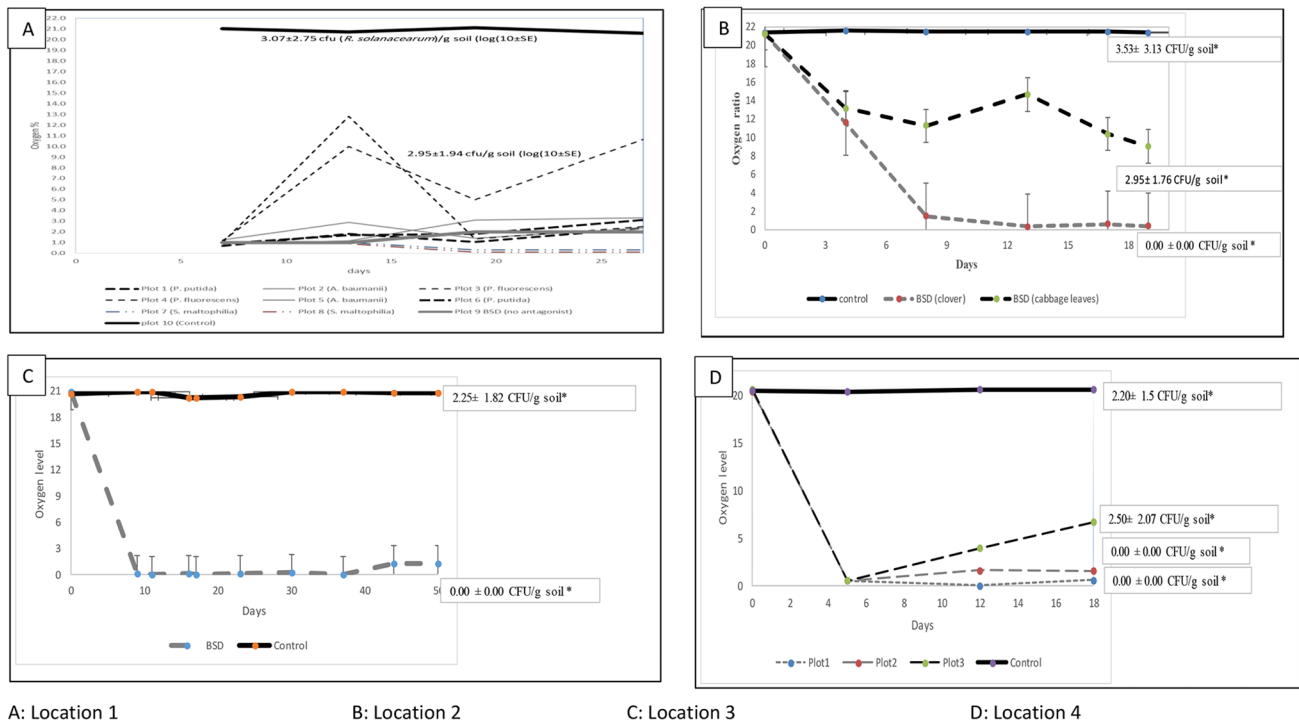 A
22.0
21.0
20.0
19.0
18.0
17.0
16.0
15.0
14.0
13.0
12.0
11.0
10.0
9.0
8.0
7.0
6.0
5.0
4.0
3.0
2.0
1.0
0.0
Oxygen %
3.07±2.75 cfu (R. solanacearum)/g soil (log(10±SE)
2.95±1.94 cfu/g soil (log(10±SE)
0 5 10 15 20 25
days
Plot 1 (P. putida) Plot 2 (A. baumanii) Plot 3 (P. fluorescens)
Plot 4 (P. fluorescens) Plot 5 (A. baumanii) Plot 6 (P. putida)
Plot 7 (S. maltophilia) Plot 8 (S. maltophilia) Plot 9 BSD (no antagonist)
plot 10 (Control)
B
22
20
18
16
14
12
10
8
6
4
2
0
Oxygen ratio
3.53± 3.13 CFU/g soil*
2.95± 1.76 CFU/g soil*
0.00 ± 0.00 CFU/g soil *
0 3 6 9 12 15 18
Days
control BSD (clover) BSD (cabbage leaves)
C
21
18
15
12
9
6
3
0
Oxygen level
2.25± 1.82 CFU/g soil*
0.00 ± 0.00 CFU/g soil *
0 10 20 30 40 50
Days
BSD Control
D
20
15
10
5
0
Oxygen level
2.20± 1.5 CFU/g soil*
2.50± 2.07 CFU/g soil*
0.00 ± 0.00 CFU/g soil*
0.00 ± 0.00 CFU/g soil *
0 2 4 6 8 10 12 14 16 18
Days
Plot1 Plot2 Plot3 Control
A: Location 1 B: Location 2 C: Location 3 D: Location 4